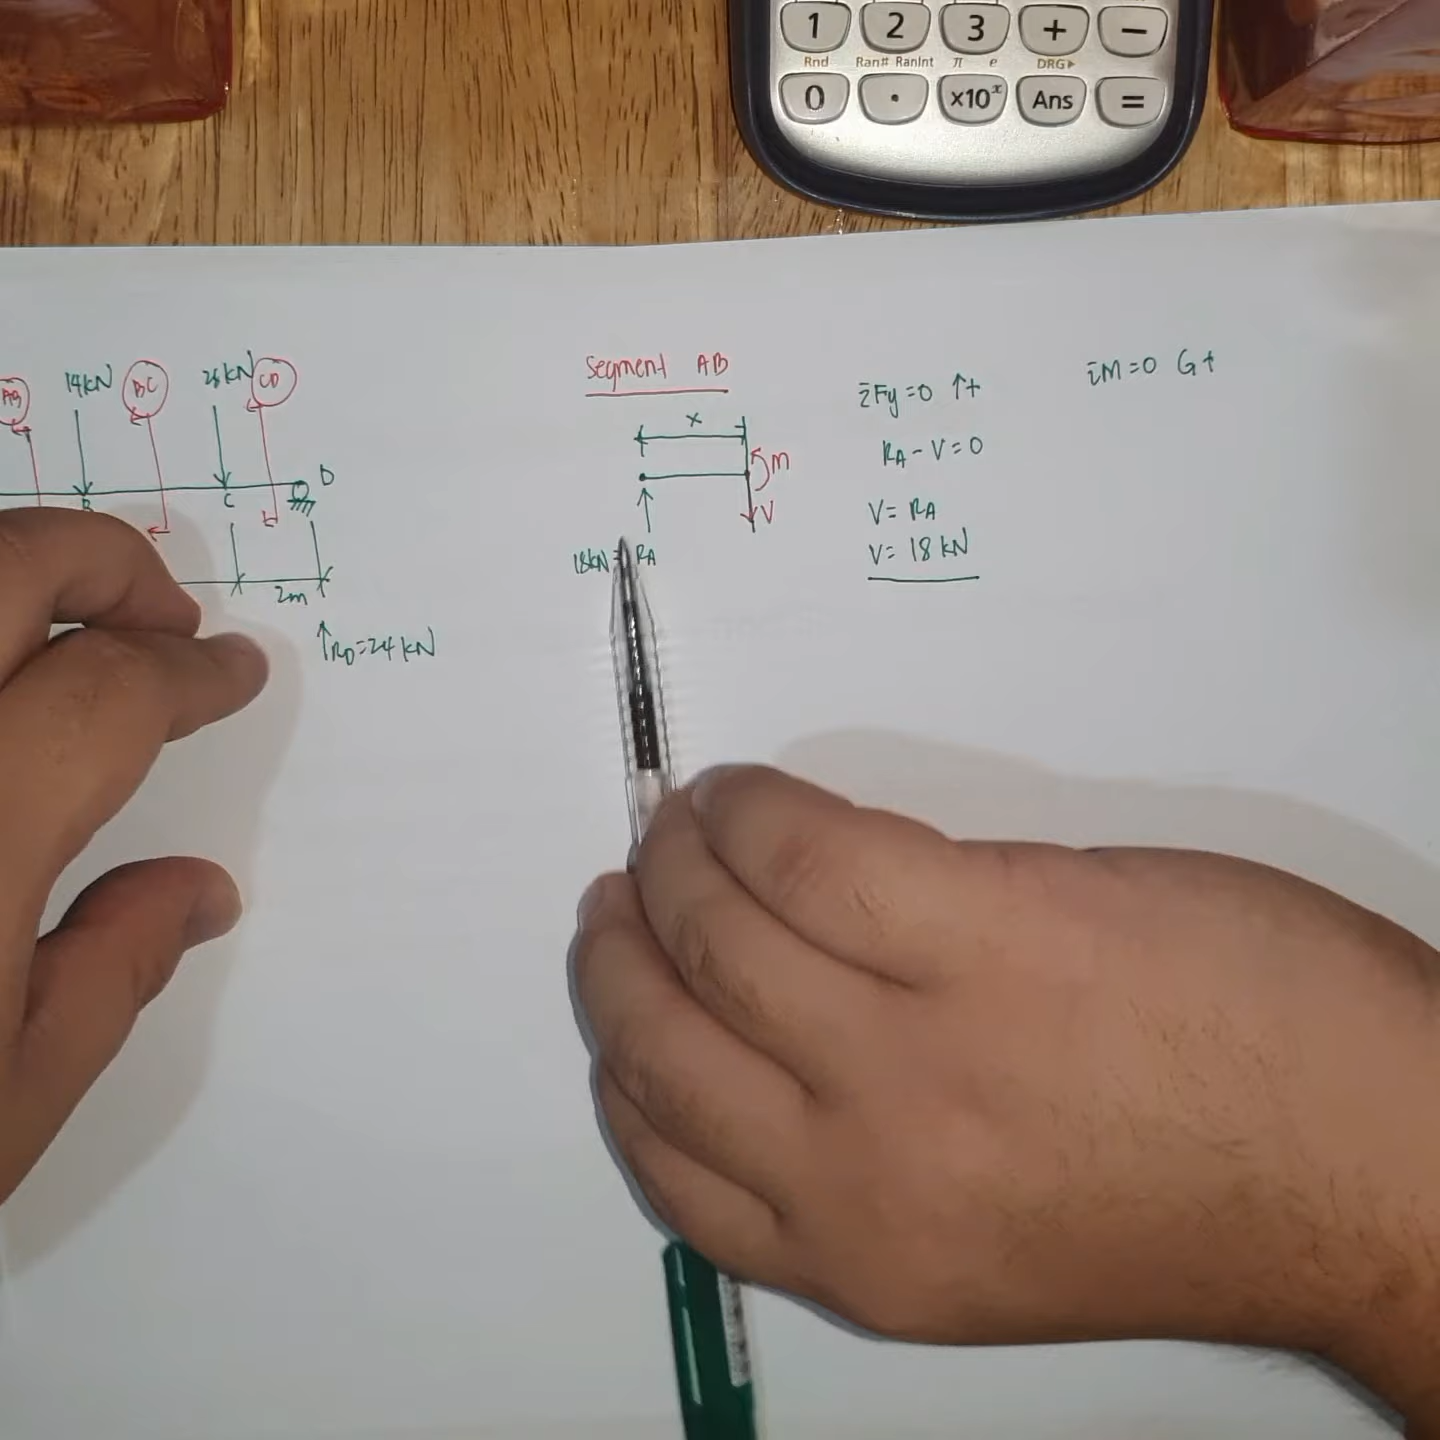 1 2 3 + −
Rnd Ran# RanInt π e DRG▶
0 · ×10ˣ Ans =
AB
14kN
BC
28kN
CD
B
C
D
2m
↑RD=24kN
Segment AB
x
M
V
18kN = RA
ΣFy=0 ↑+
RA − V=0
V= RA
V= 18 kN
ΣM=0 ↺+